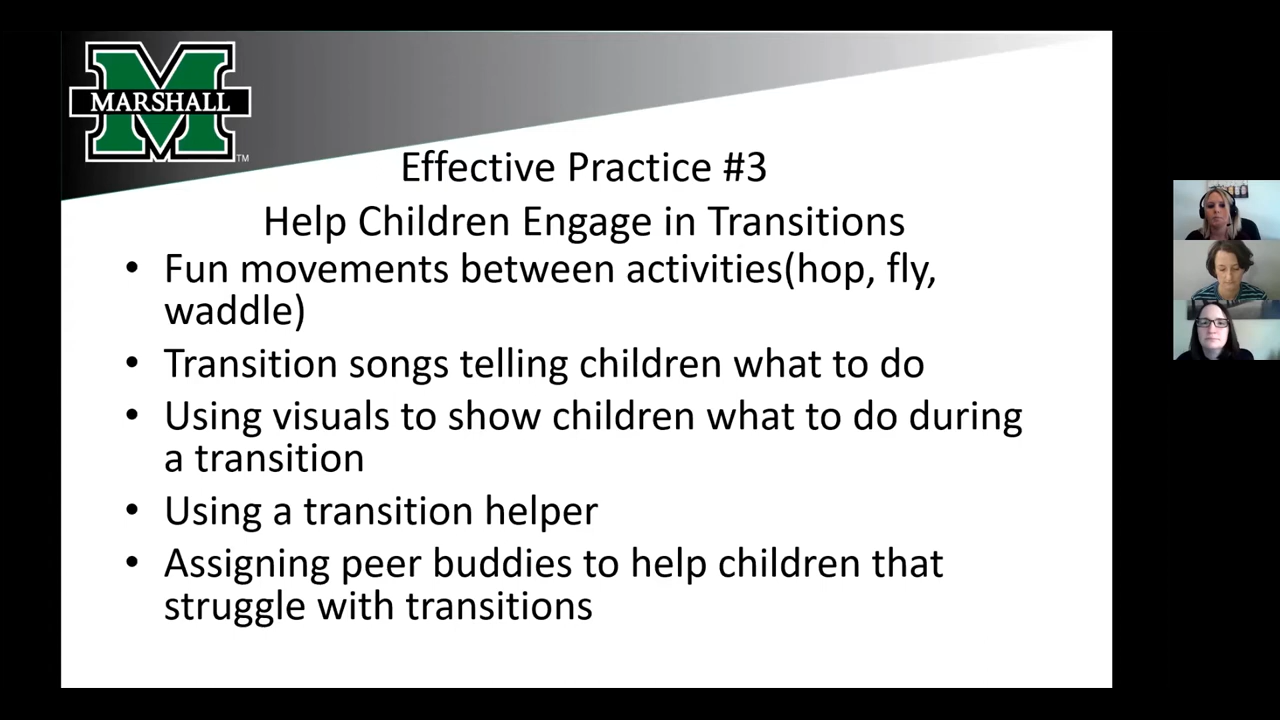 MARSHALL
TM
Effective Practice #3
Help Children Engage in Transitions
• Fun movements between activities(hop, fly,
waddle)
• Transition songs telling children what to do
• Using visuals to show children what to do during
a transition
• Using a transition helper
• Assigning peer buddies to help children that
struggle with transitions